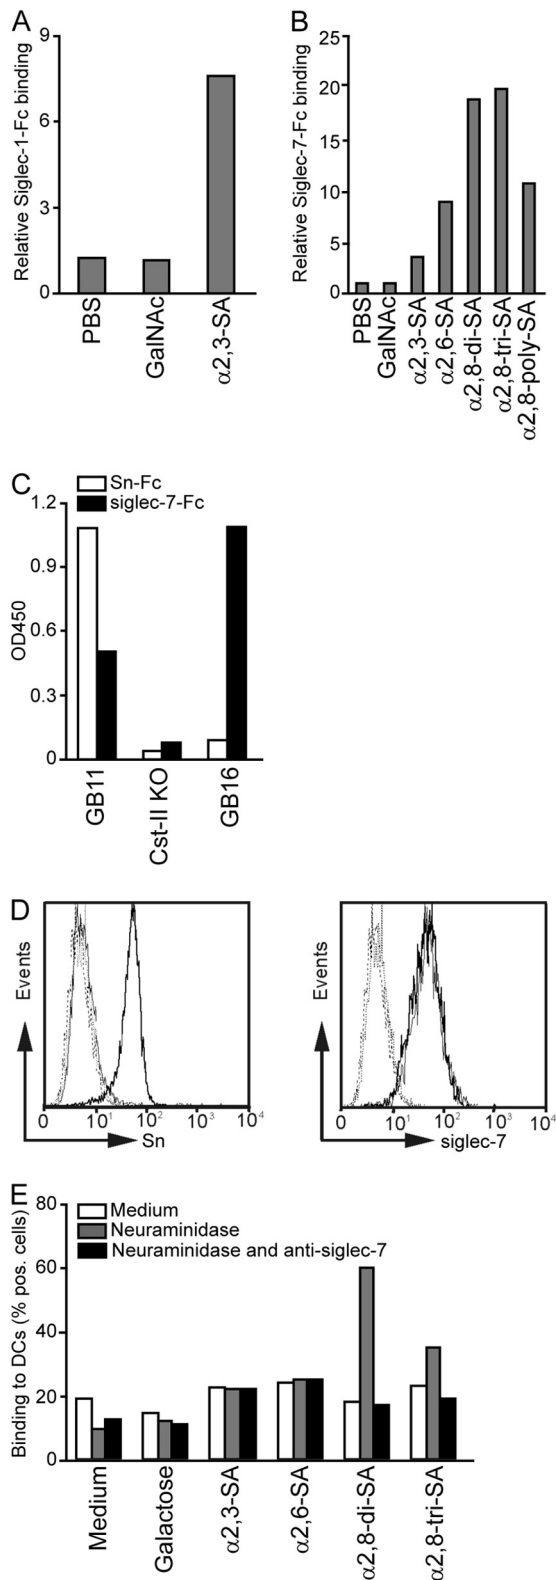 A
Relative Siglec-1-Fc binding
9
6
3
0
PBS
GalNAc
α2,3-SA
B
Relative Siglec-7-Fc binding
25
20
15
10
5
0
PBS
GalNAc
α2,3-SA
α2,6-SA
α2,8-di-SA
α2,8-tri-SA
α2,8-poly-SA
C
Sn-Fc
siglec-7-Fc
OD450
1.2
0.9
0.6
0.3
0
GB11
Cst-II KO
GB16
D
Events
0 10¹ 10² 10³ 10⁴
Sn
Events
0 10¹ 10² 10³ 10⁴
siglec-7
E
Medium
Neuraminidase
Neuraminidase and anti-siglec-7
Binding to DCs (% pos. cells)
80
60
40
20
0
Medium
Galactose
α2,3-SA
α2,6-SA
α2,8-di-SA
α2,8-tri-SA